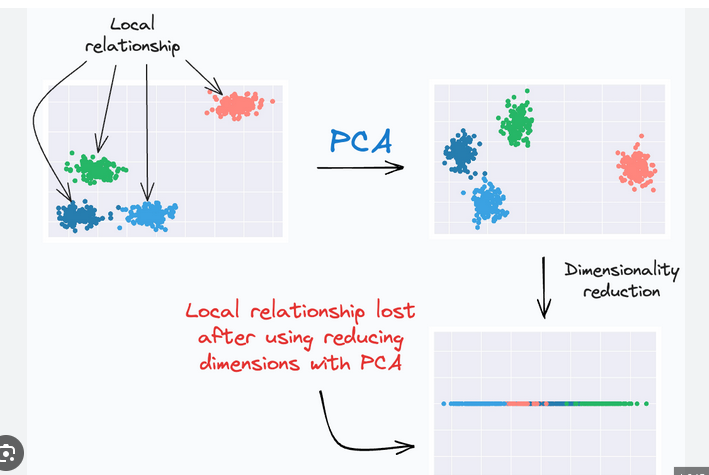 Local
relationship
PCA
Dimensionality
reduction
Local relationship lost
after using reducing
dimensions with PCA